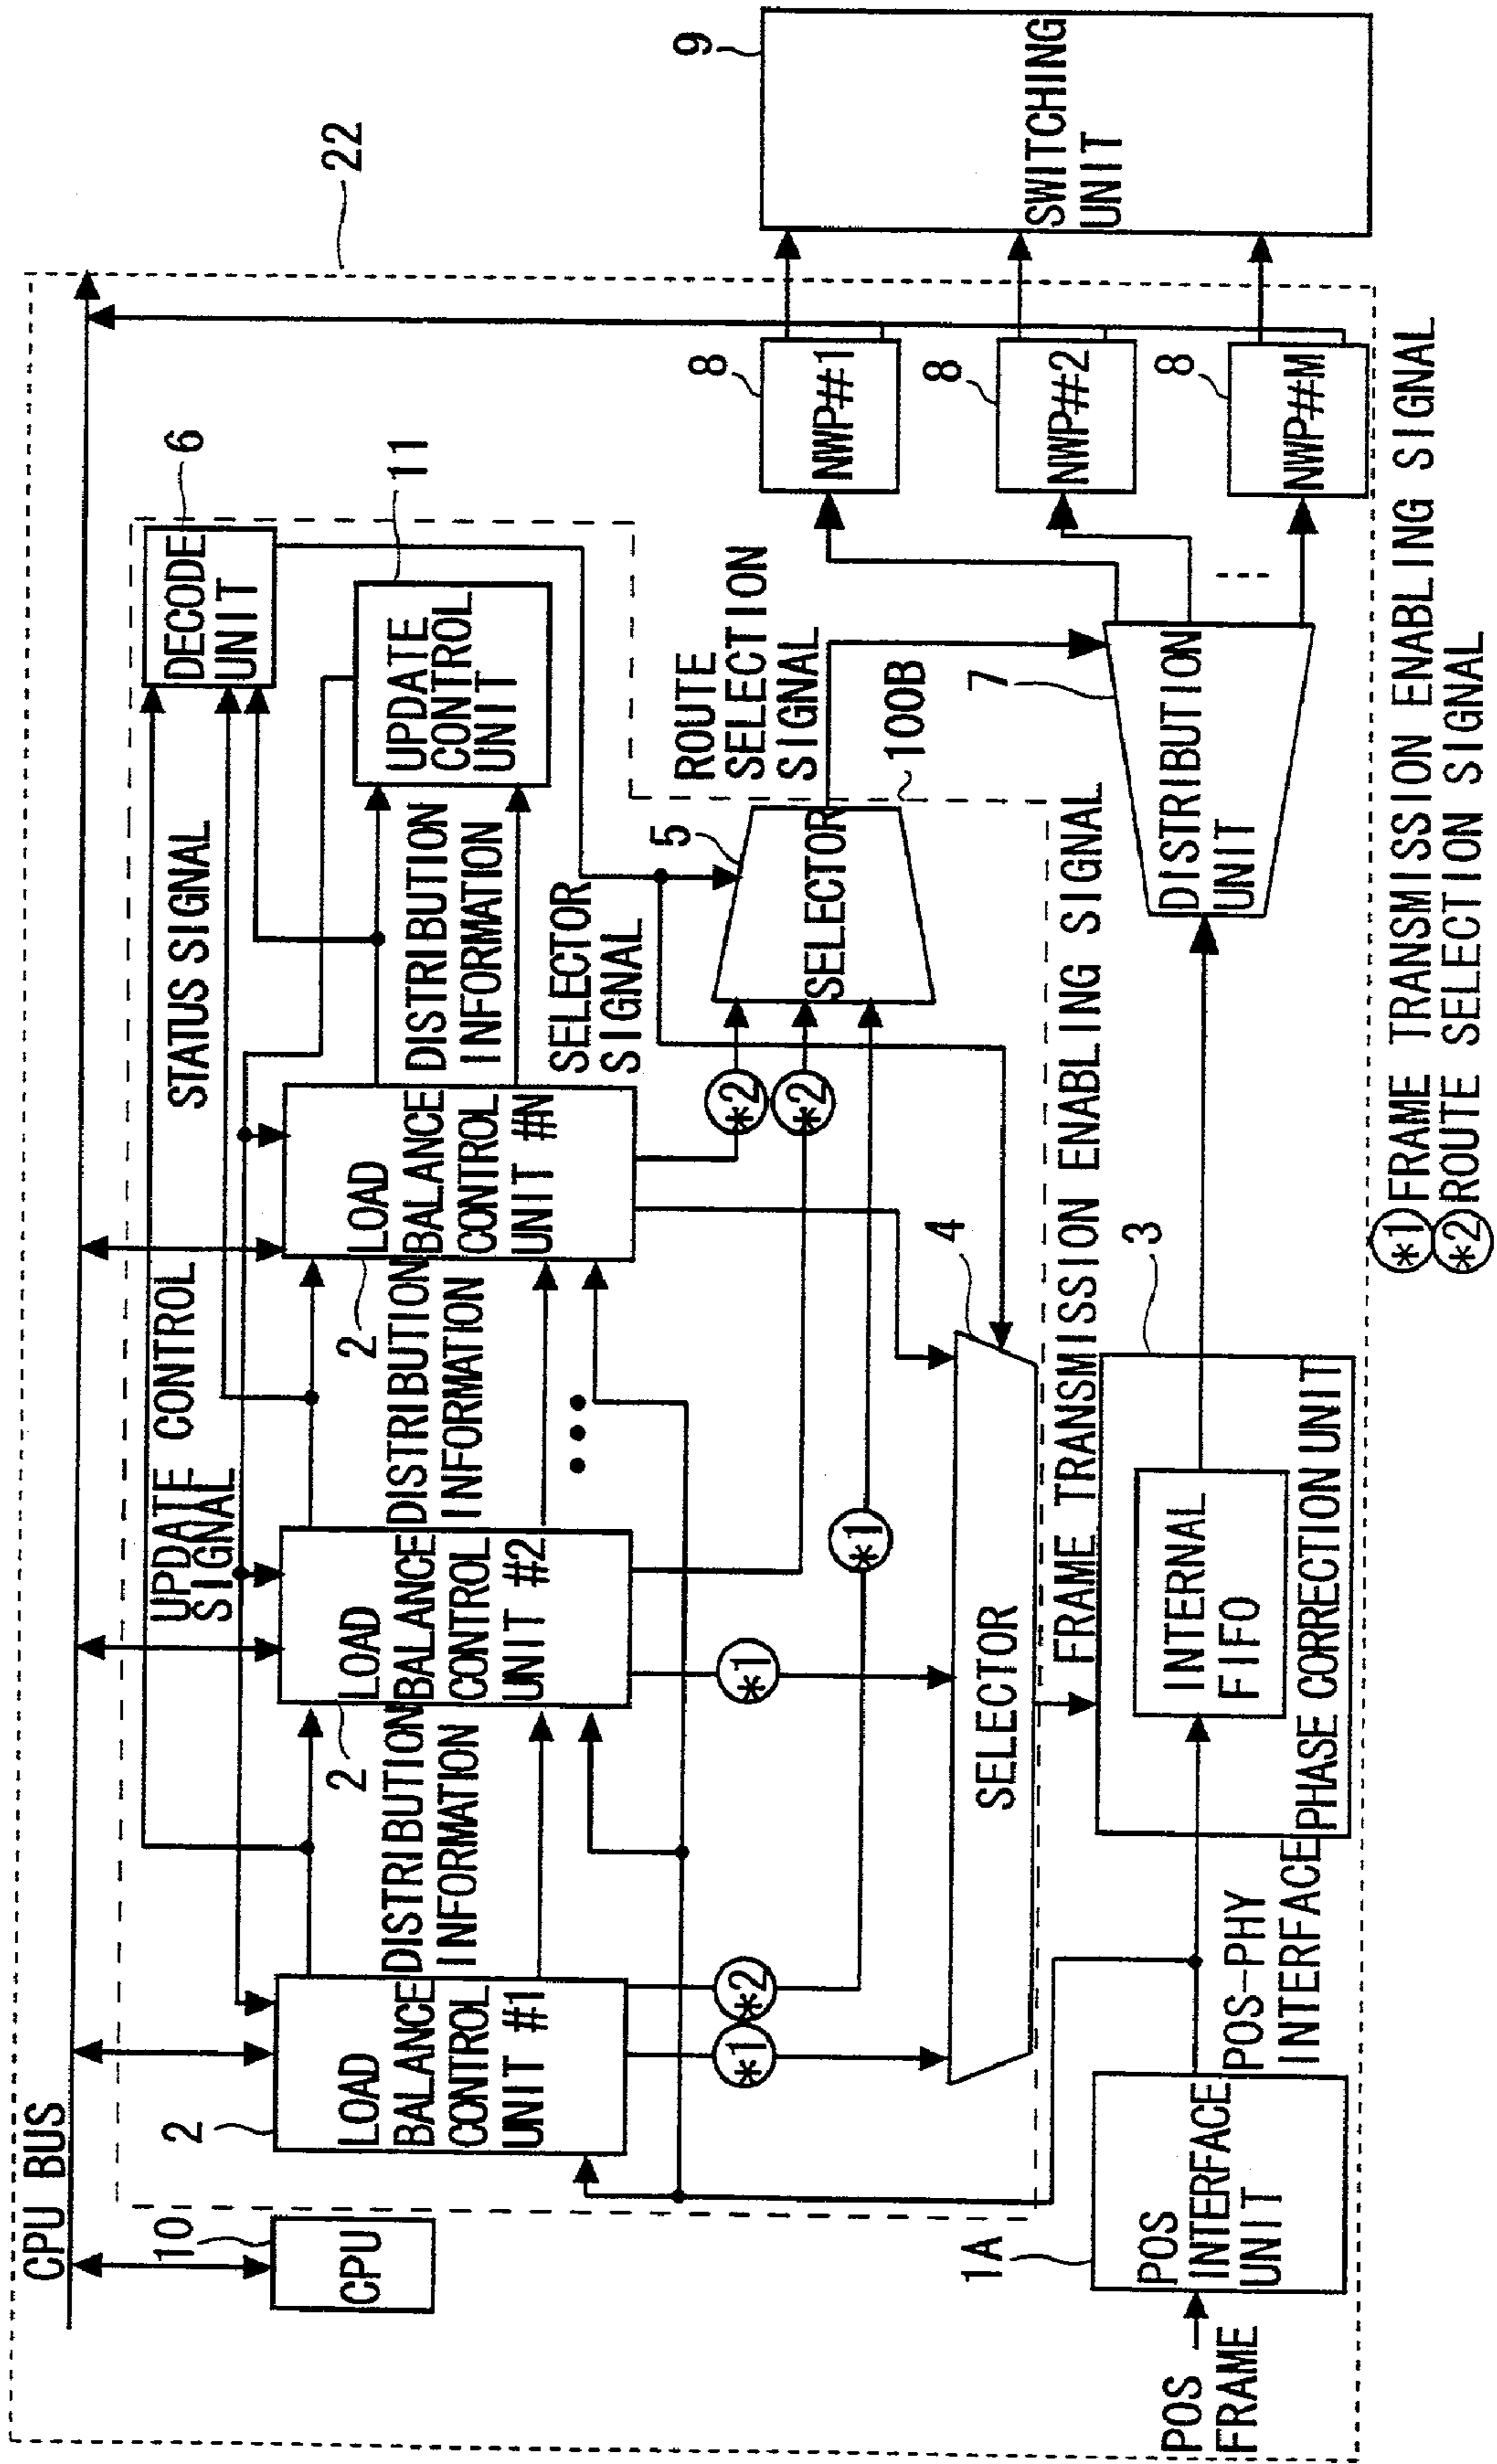 CPU BUS
22
10
CPU
2
LOAD
BALANCE
CONTROL
UNIT #1
DISTRIBUTION
INFORMATION
UPDATE CONTROL
SIGNAL
2
LOAD
BALANCE
CONTROL
UNIT #2
DISTRIBUTION
INFORMATION
2
LOAD
BALANCE
CONTROL
UNIT #N
STATUS SIGNAL
DISTRIBUTION
INFORMATION
6
DECODE
UNIT
11
UPDATE
CONTROL
UNIT
SELECTOR
SIGNAL
*1
*2
*1
*1
*2
*2
5
SELECTOR
100B
ROUTE
SELECTION
SIGNAL
4
SELECTOR
FRAME TRANSMISSION ENABLING SIGNAL
POS
FRAME
1A
POS
INTERFACE
UNIT
POS-PHY
INTERFACE
3
INTERNAL
FIFO
PHASE CORRECTION UNIT
7
DISTRIBUTION
UNIT
8
NWP#1
8
NWP#2
8
NWP#M
9
SWITCHING
UNIT
*1 FRAME TRANSMISSION ENABLING SIGNAL
*2 ROUTE SELECTION SIGNAL